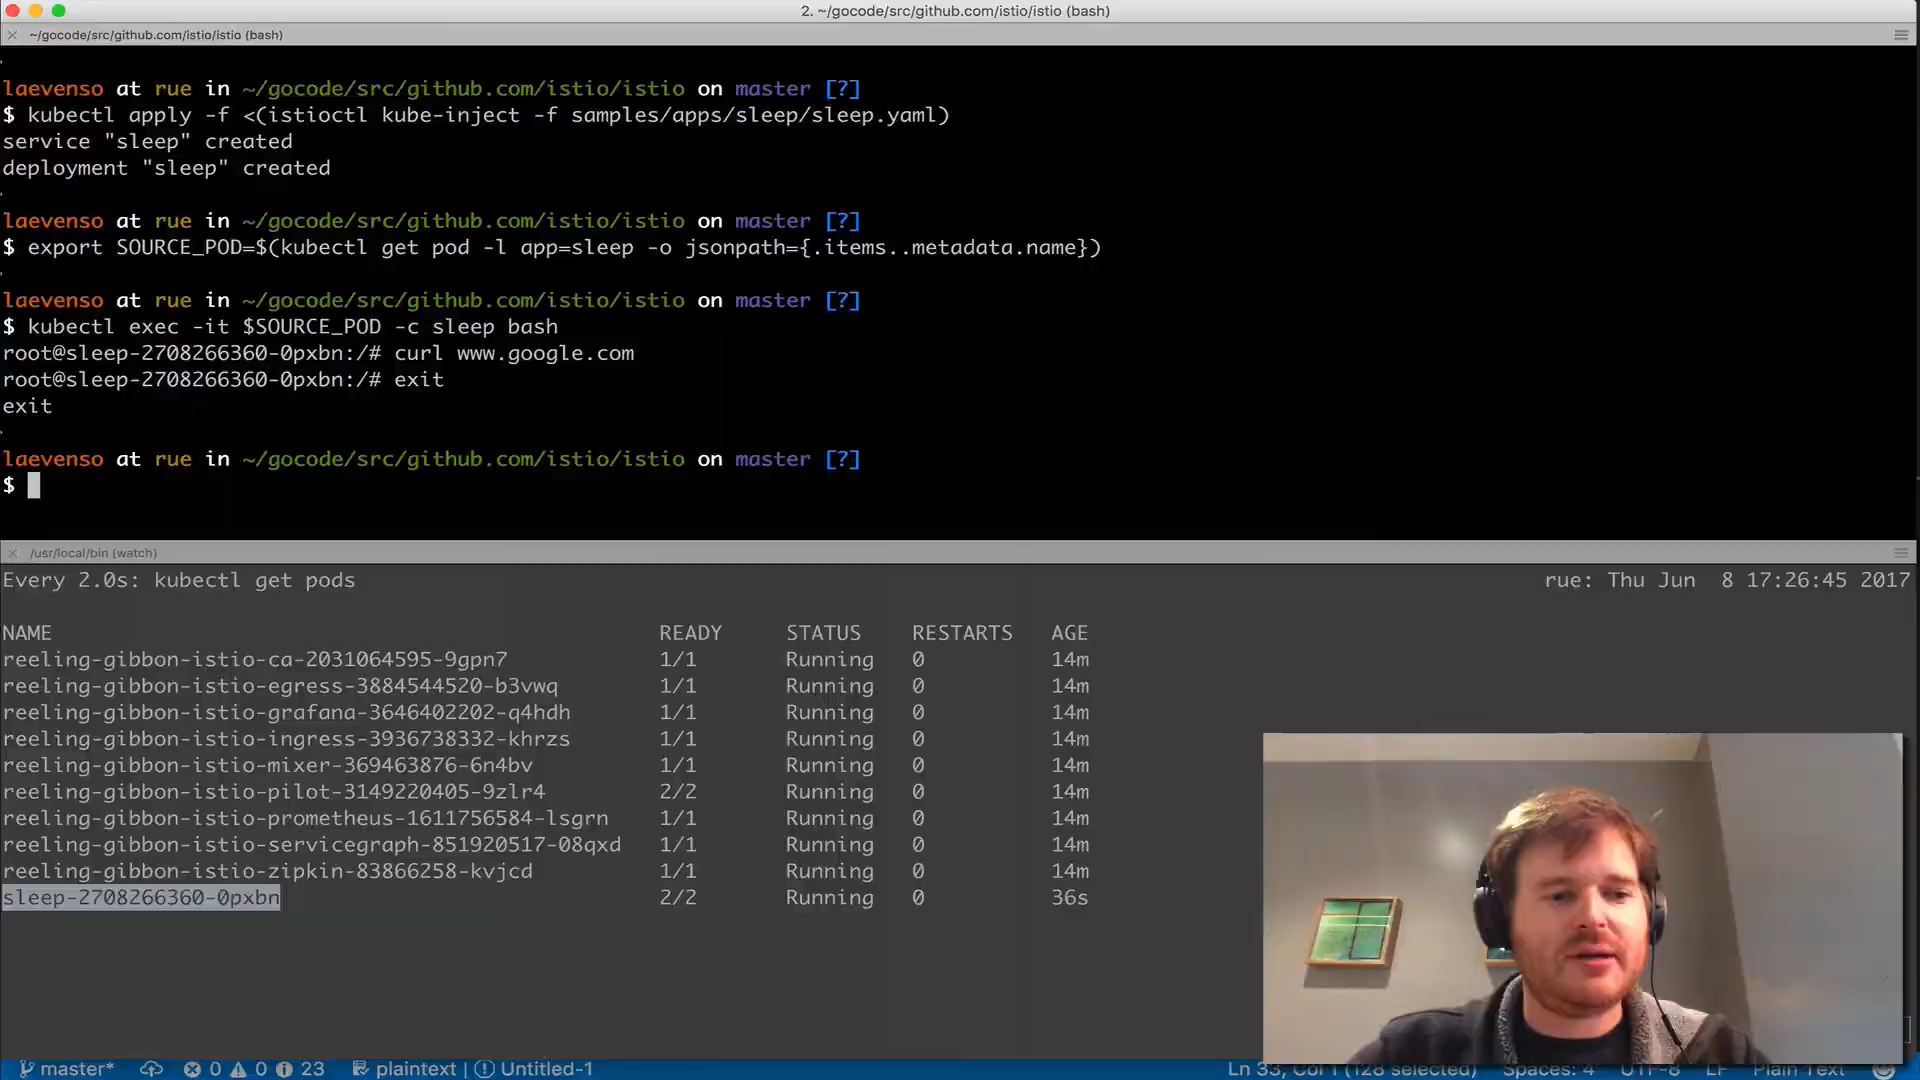 2. ~/gocode/src/github.com/istio/istio (bash)
~/gocode/src/github.com/istio/istio (bash)
laevenso at rue in ~/gocode/src/github.com/istio/istio on master [?]
$ kubectl apply -f <(istioctl kube-inject -f samples/apps/sleep/sleep.yaml)
service "sleep" created
deployment "sleep" created
laevenso at rue in ~/gocode/src/github.com/istio/istio on master [?]
$ export SOURCE_POD=$(kubectl get pod -l app=sleep -o jsonpath={.items..metadata.name})
laevenso at rue in ~/gocode/src/github.com/istio/istio on master [?]
$ kubectl exec -it $SOURCE_POD -c sleep bash
root@sleep-2708266360-0pxbn:/# curl www.google.com
root@sleep-2708266360-0pxbn:/# exit
exit
laevenso at rue in ~/gocode/src/github.com/istio/istio on master [?]
$
/usr/local/bin (watch)
Every 2.0s: kubectl get pods rue: Thu Jun 8 17:26:45 2017
NAME READY STATUS RESTARTS AGE
reeling-gibbon-istio-ca-2031064595-9gpn7 1/1 Running 0 14m
reeling-gibbon-istio-egress-3884544520-b3vwq 1/1 Running 0 14m
reeling-gibbon-istio-grafana-3646402202-q4hdh 1/1 Running 0 14m
reeling-gibbon-istio-ingress-3936738332-khrzs 1/1 Running 0 14m
reeling-gibbon-istio-mixer-369463876-6n4bv 1/1 Running 0 14m
reeling-gibbon-istio-pilot-3149220405-9zlr4 2/2 Running 0 14m
reeling-gibbon-istio-prometheus-1611756584-lsgrn 1/1 Running 0 14m
reeling-gibbon-istio-servicegraph-851920517-08qxd 1/1 Running 0 14m
reeling-gibbon-istio-zipkin-83866258-kvjcd 1/1 Running 0 14m
sleep-2708266360-0pxbn 2/2 Running 0 36s
master* 0 0 23 plaintext | Untitled-1 Ln 33, Col 1 (128 selected) Spaces: 4 UTF-8 LF Plain Text